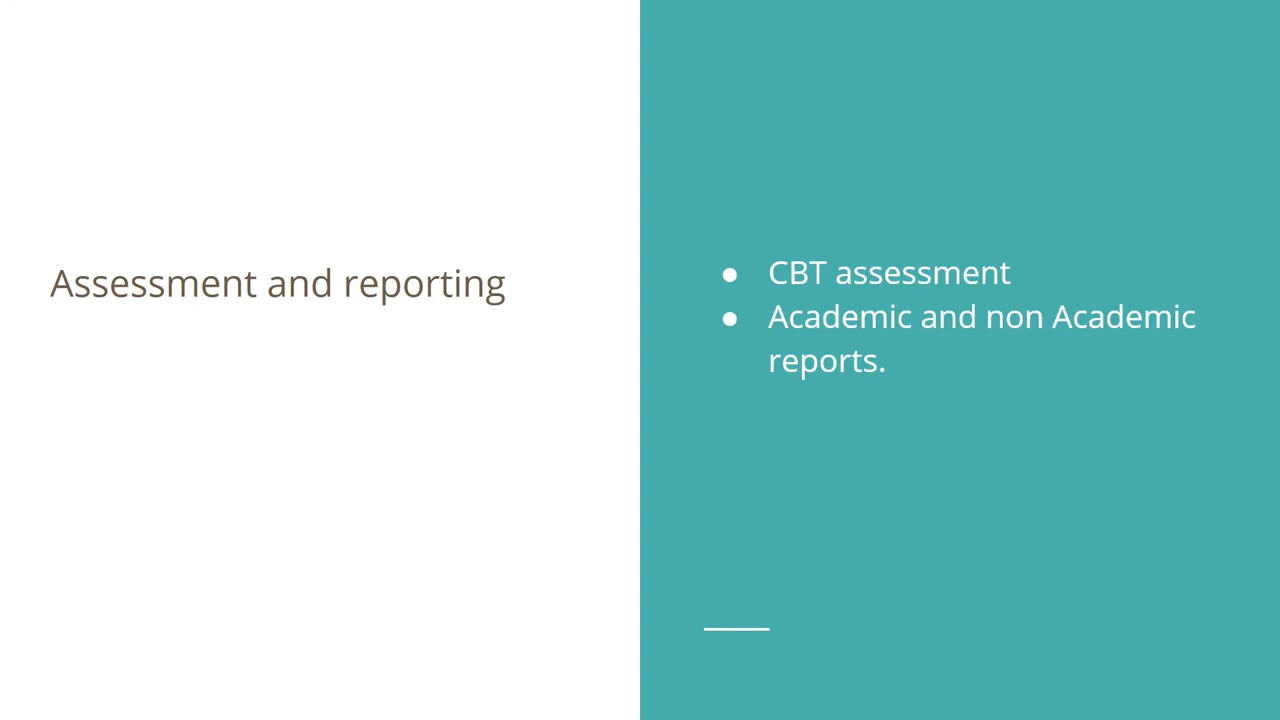 Assessment and reporting
● CBT assessment
● Academic and non Academic
reports.